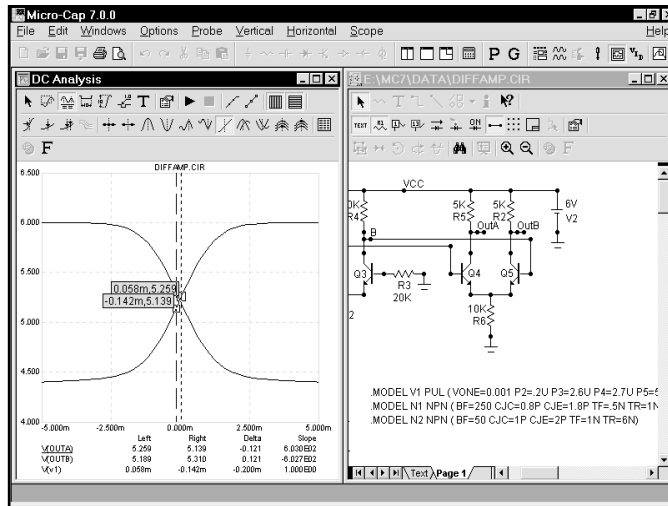 Micro-Cap 7.0.0
File Edit Windows Options Probe Vertical Horizontal Scope Help
P G
DC Analysis
T
F
DIFFAMP.CIR
6.500
6.000
5.500
5.000
4.500
4.000
0.058m,5.259
-0.142m,5.139
-5.000m -2.500m 0.000m 2.500m 5.000m
Left Right Delta Slope
V(OUTA) 5.259 5.139 -0.121 6.030E02
V(OUTB) 5.189 5.310 0.121 -6.027E02
V(v1) 0.058m -0.142m -0.200m 1.000E00
E:\MC7\DATA\DIFFAMP.CIR
T
TEXT
F
VCC
0K
R4
5K
R5
5K
R2
OutA
OutB
6V
V2
B
Q3
Q4
Q5
R3
20K
10K
R6
2
.MODEL V1 PUL (VONE=0.001 P2=.2U P3=2.6U P4=2.7U P5=5
.MODEL N1 NPN ( BF=250 CJC=0.8P CJE=1.8P TF=.5N TR=1N
.MODEL N2 NPN ( BF=50 CJC=1P CJE=2P TF=1N TR=6N)
Text Page 1